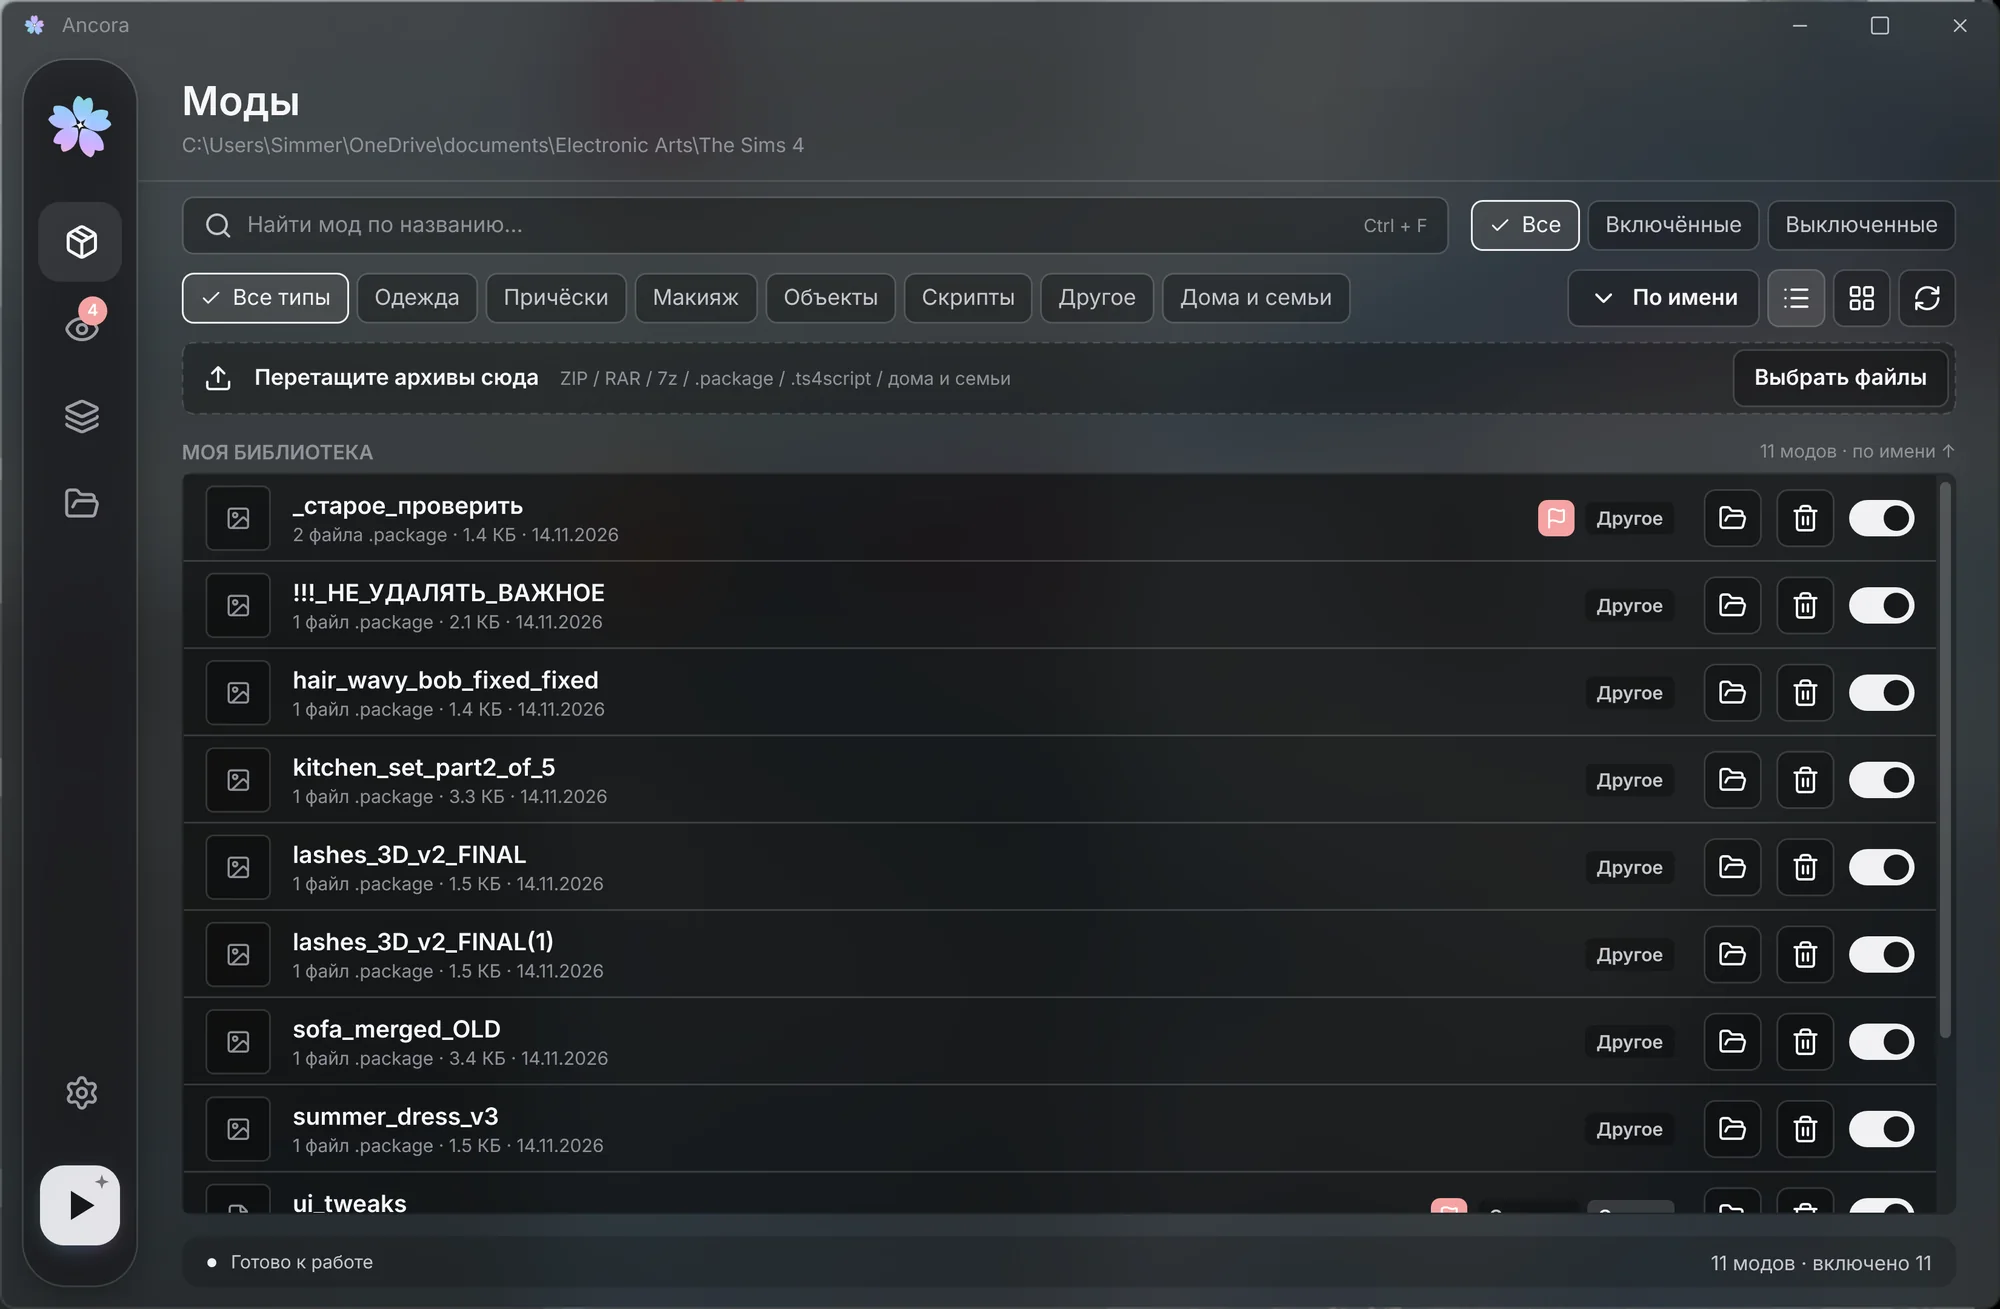 Ancora
Моды
C:\Users\Simmer\OneDrive\documents\Electronic Arts\The Sims 4
Найти мод по названию... Ctrl + F Все Включённые Выключенные
Все типы Одежда Причёски Макияж Объекты Скрипты Другое Дома и семьи По имени
4
Перетащите архивы сюда ZIP / RAR / 7z / .package / .ts4script / дома и семьи Выбрать файлы
МОЯ БИБЛИОТЕКА 11 модов · по имени ↑
_старое_проверить
2 файла .package · 1.4 КБ · 14.11.2026
Другое
!!!_НЕ_УДАЛЯТЬ_ВАЖНОЕ
1 файл .package · 2.1 КБ · 14.11.2026
Другое
hair_wavy_bob_fixed_fixed
1 файл .package · 1.4 КБ · 14.11.2026
Другое
kitchen_set_part2_of_5
1 файл .package · 3.3 КБ · 14.11.2026
Другое
lashes_3D_v2_FINAL
1 файл .package · 1.5 КБ · 14.11.2026
Другое
lashes_3D_v2_FINAL(1)
1 файл .package · 1.5 КБ · 14.11.2026
Другое
sofa_merged_OLD
1 файл .package · 3.4 КБ · 14.11.2026
Другое
summer_dress_v3
1 файл .package · 1.5 КБ · 14.11.2026
Другое
ui_tweaks
Готово к работе 11 модов · включено 11